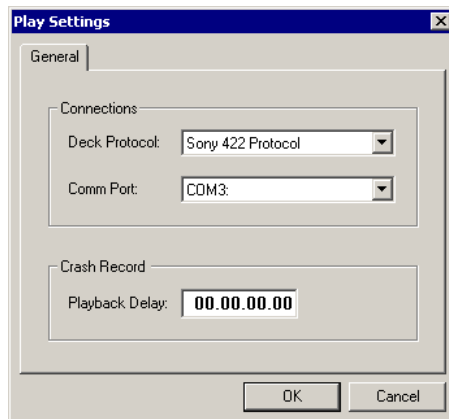 Play Settings
General
Connections
Deck Protocol: Sony 422 Protocol
Comm Port: COM3:
Crash Record
Playback Delay: 00.00.00.00
OK Cancel